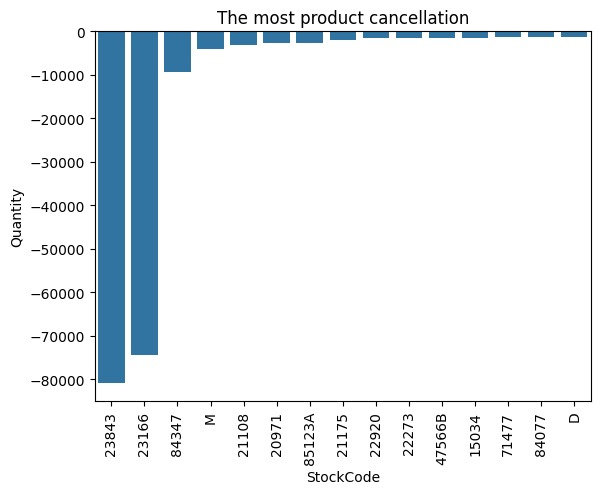 The most product cancellation
0
−10000
−20000
−30000
−40000
−50000
−60000
−70000
−80000
Quantity
23843
23166
84347
M
21108
20971
85123A
21175
22920
22273
47566B
15034
71477
84077
D
StockCode